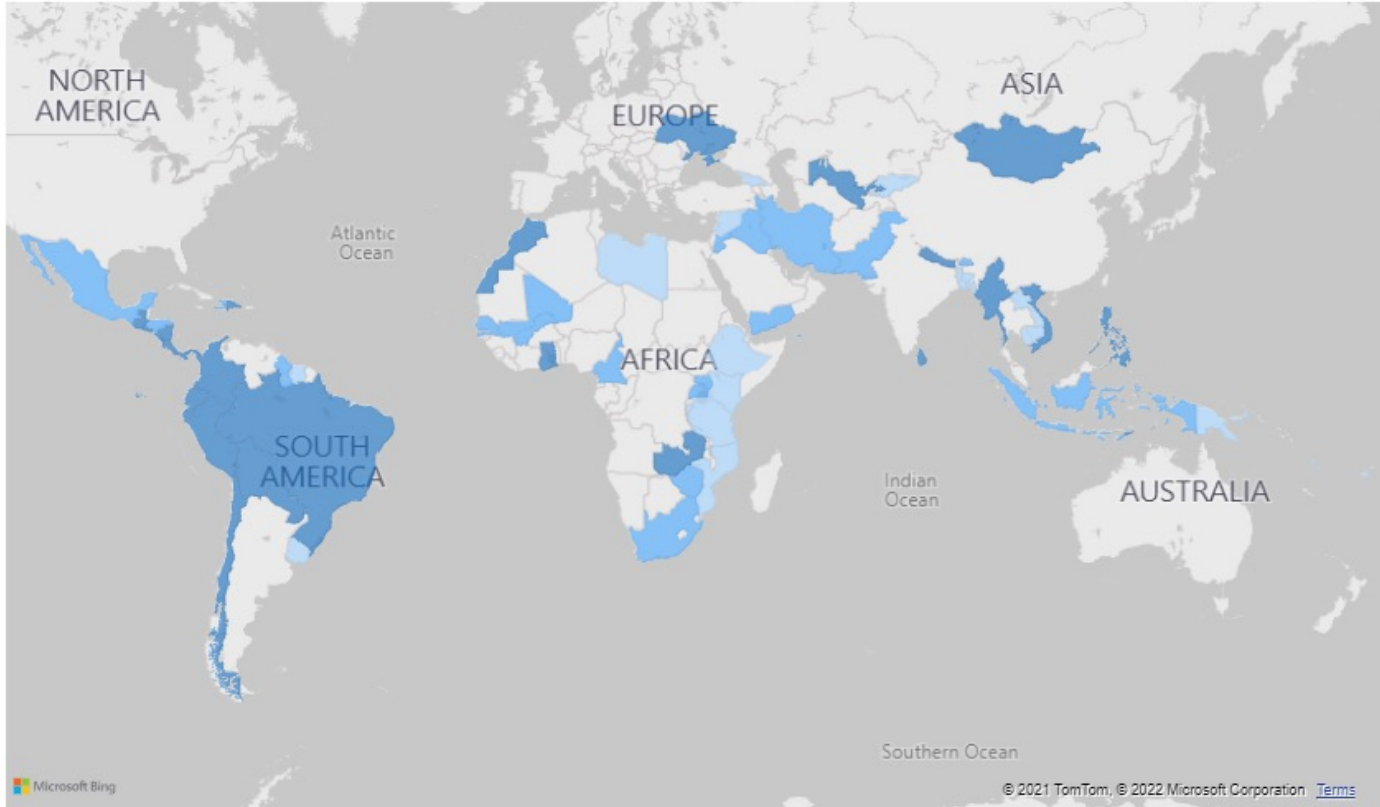 NORTH
AMERICA
EUROPE
ASIA
Atlantic
Ocean
AFRICA
SOUTH
AMERICA
Indian
Ocean
AUSTRALIA
Southern Ocean
Microsoft Bing
© 2021 TomTom, © 2022 Microsoft Corporation Terms